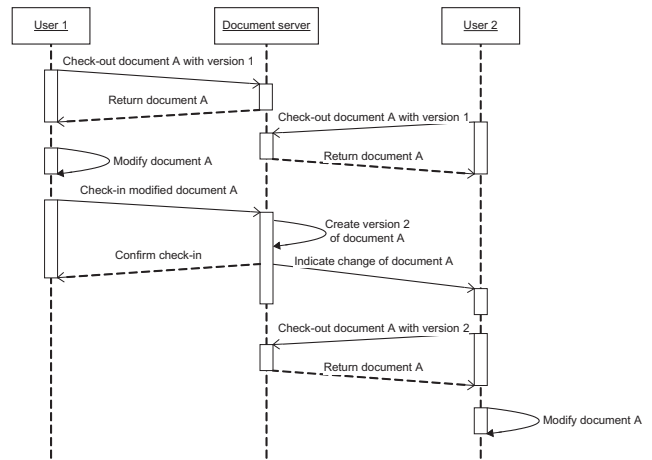 User 1
Document server
User 2
Check-out document A with version 1
Return document A
Check-out document A with version 1
Return document A
Modify document A
Check-in modified document A
Create version 2
of document A
Confirm check-in
Indicate change of document A
Check-out document A with version 2
Return document A
Modify document A